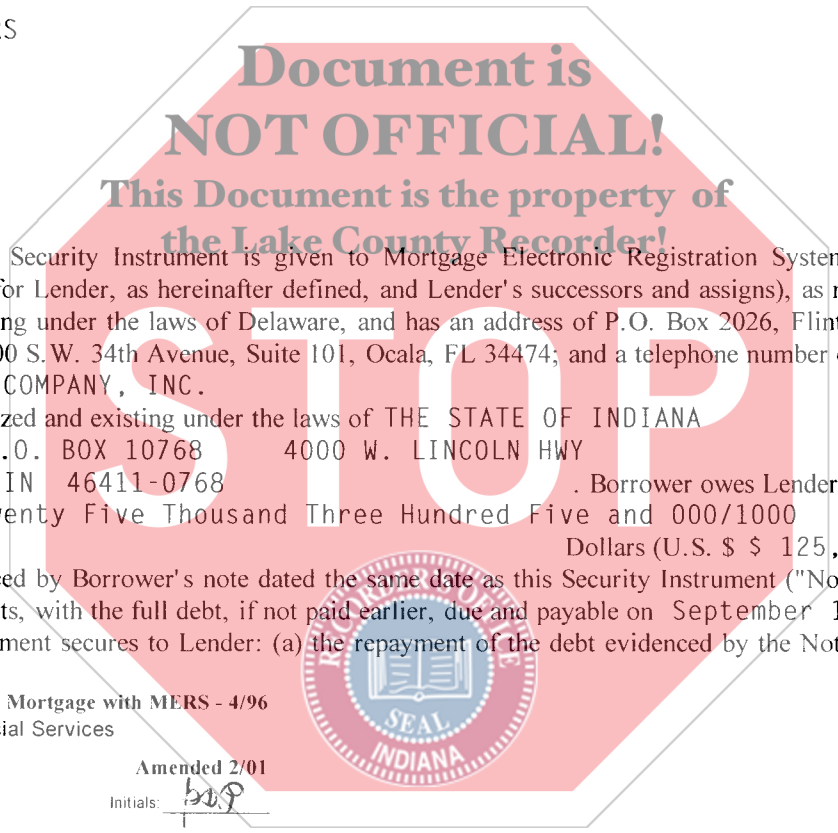 RS
Document is
NOT OFFICIAL!
This Document is the property of
the Lake County Recorder!
Security Instrument is given to Mortgage Electronic Registration System
for Lender, as hereinafter defined, and Lender's successors and assigns), as
ng under the laws of Delaware, and has an address of P.O. Box 2026, Flint
00 S.W. 34th Avenue, Suite 101, Ocala, FL 34474; and a telephone number
COMPANY, INC.
zed and existing under the laws of THE STATE OF INDIANA
.O. BOX 10768 4000 W. LINCOLN HWY
IN 46411-0768 . Borrower owes Lender
wenty Five Thousand Three Hundred Five and 000/1000
Dollars (U.S. $ $ 125,
ced by Borrower's note dated the same date as this Security Instrument ("No
ts, with the full debt, if not paid earlier, due and payable on September 1
ment secures to Lender: (a) the repayment of the debt evidenced by the Not
STOP
RECORDER'S OFFICE
SEAL
INDIANA
Mortgage with MERS - 4/96
ial Services
Amended 2/01
Initials: